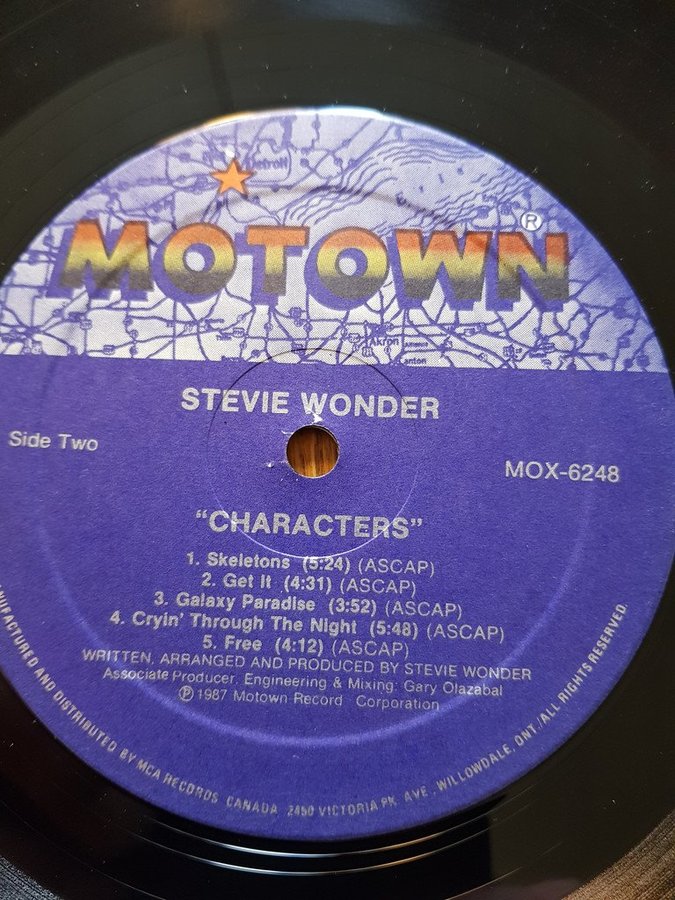 Detroit
MOTOWN®
Akron
STEVIE WONDER
Side Two
MOX-6248
“CHARACTERS”
1. Skeletons (5:24) (ASCAP)
2. Get It (4:31) (ASCAP)
3. Galaxy Paradise (3:52) (ASCAP)
4. Cryin' Through The Night (5:48) (ASCAP)
5. Free (4:12) (ASCAP)
WRITTEN, ARRANGED AND PRODUCED BY STEVIE WONDER
Associate Producer, Engineering & Mixing: Gary Olazabal
℗1987 Motown Record Corporation
ANUFACTURED AND DISTRIBUTED BY MCA RECORDS CANADA 2450 VICTORIA PK. AVE., WILLOWDALE, ONT./ALL RIGHTS RESERVED.